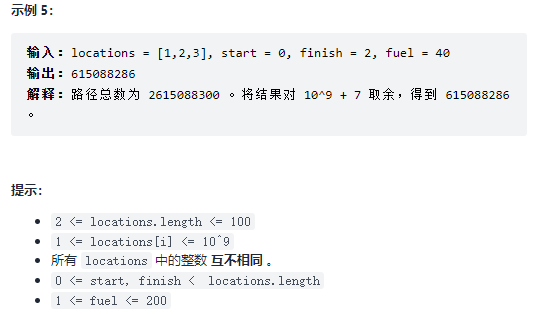 示例 5:
输入: locations = [1,2,3], start = 0, finish = 2, fuel = 40
输出: 615088286
解释: 路径总数为 2615088300 。将结果对 10^9 + 7 取余，得到 615088286
。
提示:
• 2 <= locations.length <= 100
• 1 <= locations[i] <= 10^9
• 所有 locations 中的整数 互不相同 。
• 0 <= start, finish < locations.length
• 1 <= fuel <= 200